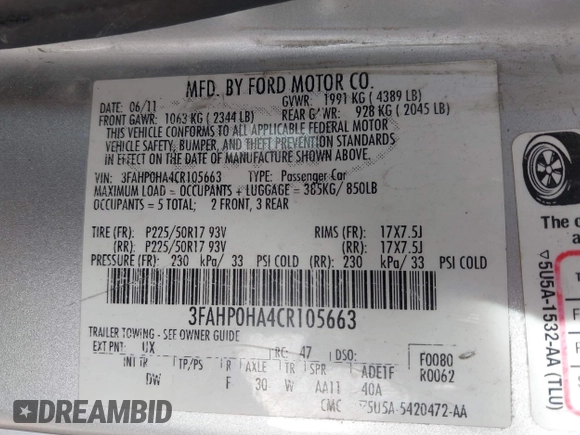 MFD. BY FORD MOTOR CO.
DATE: 06/11 GVWR: 1991 KG ( 4389 LB)
FRONT GAWR: 1063 KG ( 2344 LB) REAR GAWR: 928 KG ( 2045 LB)
THIS VEHICLE CONFORMS TO ALL APPLICABLE FEDERAL MOTOR
VEHICLE SAFETY, BUMPER, AND THEFT PREVENTION STANDARDS
IN EFFECT ON THE DATE OF MANUFACTURE SHOWN ABOVE.
VIN: 3FAHP0HA4CR105663 TYPE: Passenger Car
MAXIMUM LOAD = OCCUPANTS + LUGGAGE = 385KG/ 850LB
OCCUPANTS = 5 TOTAL; 2 FRONT, 3 REAR
TIRE (FR): P225/50R17 93V RIMS (FR): 17X7.5J
(RR): P225/50R17 93V (RR): 17X7.5J
PRESSURE (FR): 230 kPa/ 33 PSI COLD (RR): 230 kPa/ 33 PSI COLD
3FAHP0HA4CR105663
TRAILER TOWING - SEE OWNER GUIDE
EXT PNT: UX RC: 47 DSO: F0080
INT TR TP/PS R AXLE TR SPR ADE1F R0062
DW F 30 W AA11 40A
CMC 5U5A-5420472-AA
The c
5U5A-1532-AA (TLU)
DREAMBID